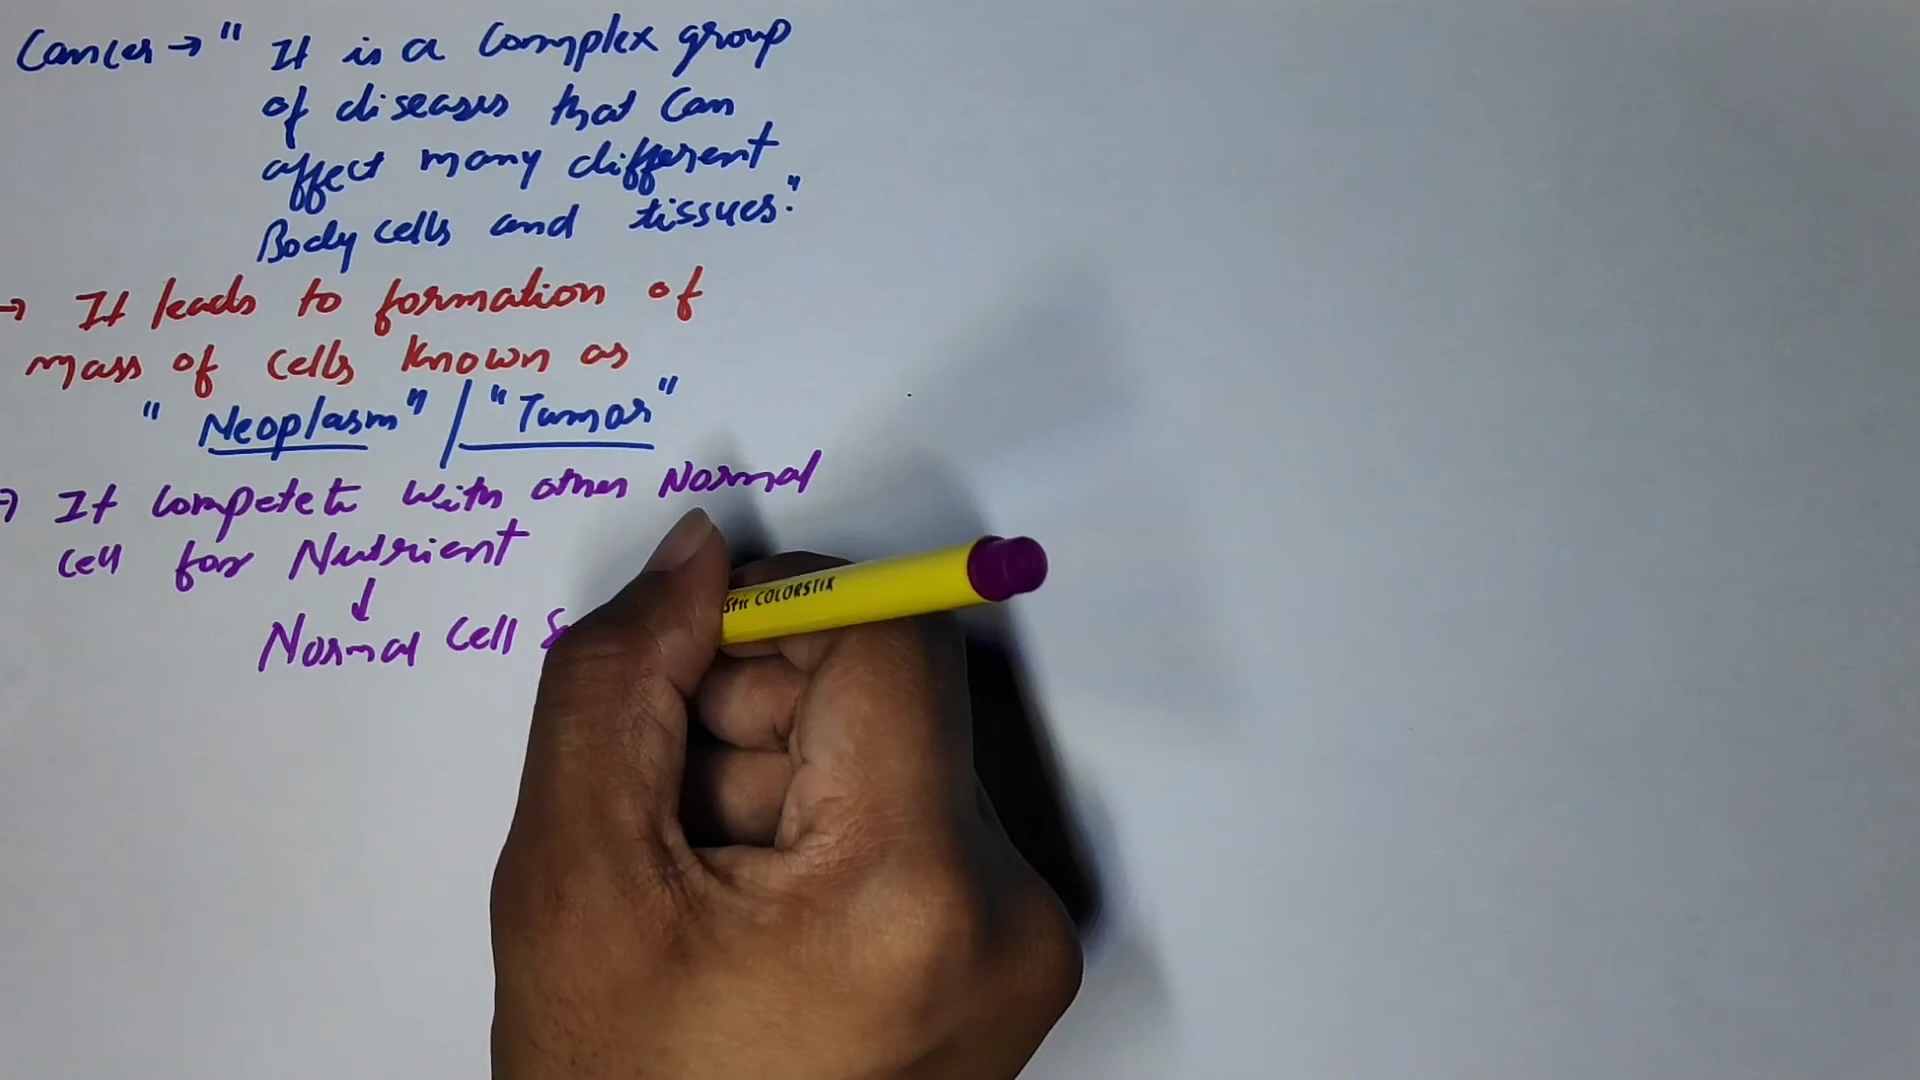 Cancer → " It is a Complex group
of diseases that Can
affect many different
Body cells and tissues."
→ It leads to formation of
mass of cells known as
" Neoplasm" / "Tumor"
→ It compete with other Normal
cell for Nutrient
↓
Normal Cell S
Stic COLORSTIX